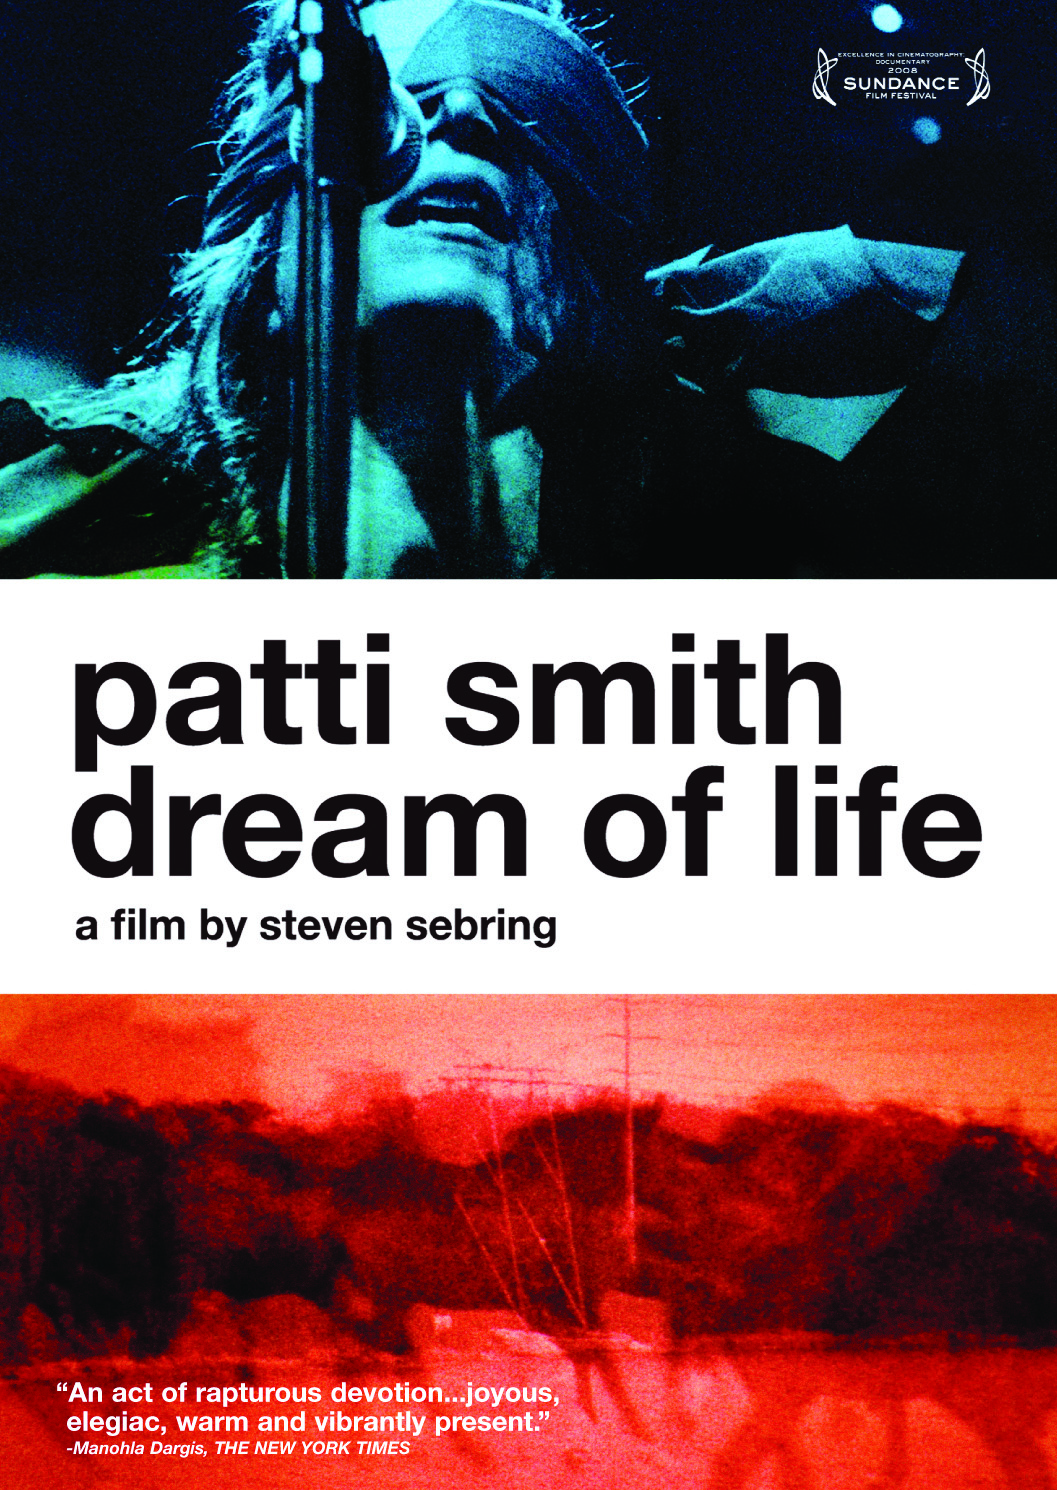 EXCELLENCE IN CINEMATOGRAPHY
DOCUMENTARY
2008
SUNDANCE
FILM FESTIVAL
patti smith
dream of life
a film by steven sebring
“An act of rapturous devotion...joyous,
elegiac, warm and vibrantly present.”
-Manohla Dargis, THE NEW YORK TIMES